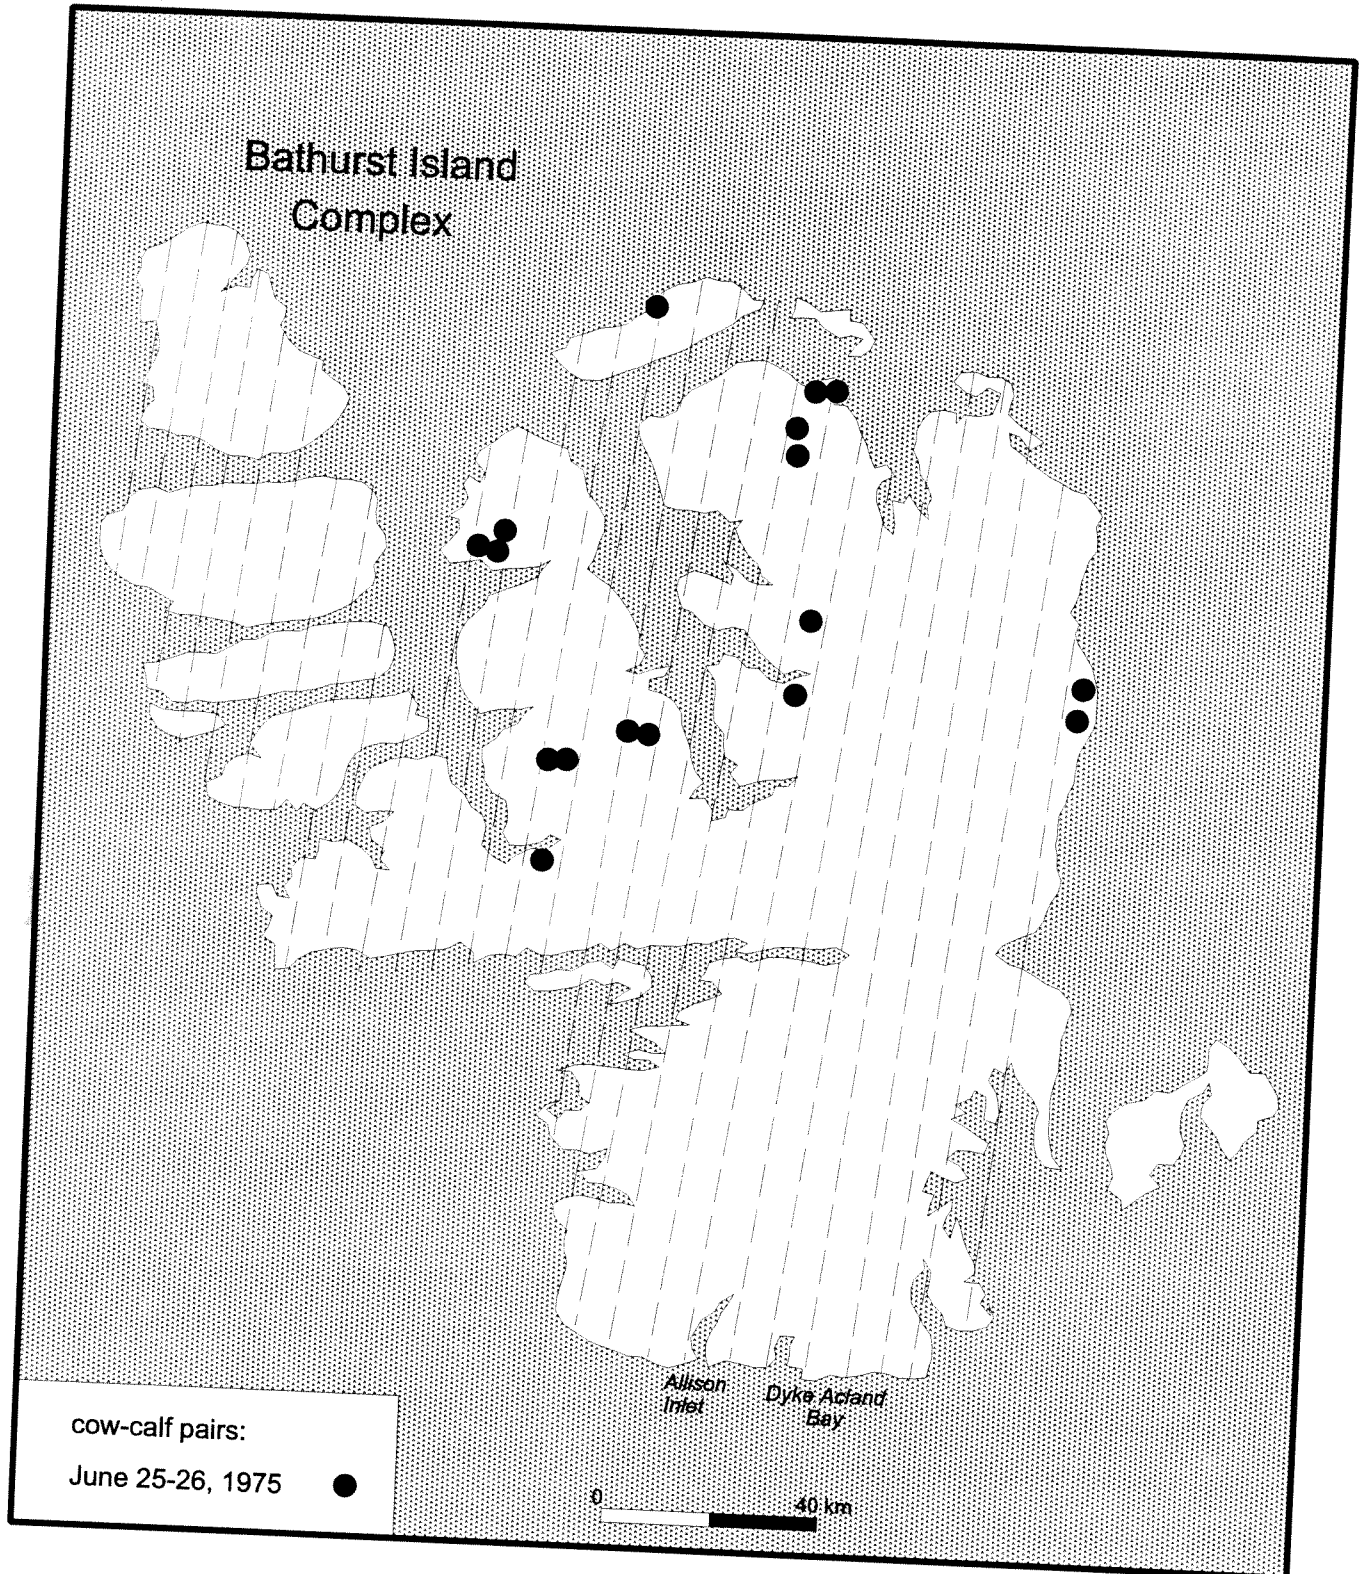 Bathurst Island
Complex
Allison
Inlet
Dyke Acland
Bay
cow-calf pairs:
June 25-26, 1975
0
40 km